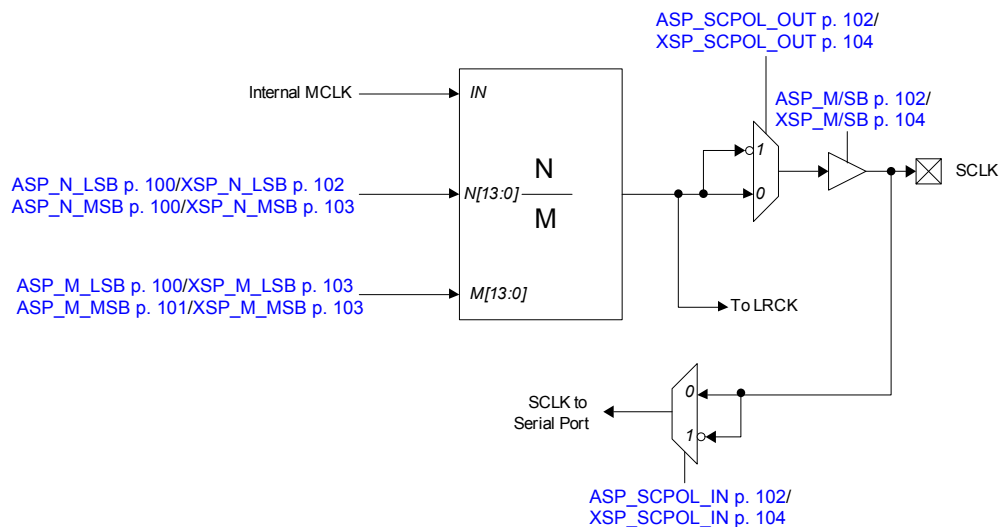 ASP_SCPOL_OUT p. 102/
XSP_SCPOL_OUT p. 104
Internal MCLK
IN
ASP_M/SB p. 102/
XSP_M/SB p. 104
1
0
SCLK
ASP_N_LSB p. 100/XSP_N_LSB p. 102
ASP_N_MSB p. 100/XSP_N_MSB p. 103
N[13:0]
N
M
ASP_M_LSB p. 100/XSP_M_LSB p. 103
ASP_M_MSB p. 101/XSP_M_MSB p. 103
M[13:0]
To LRCK
SCLK to
Serial Port
0
1
ASP_SCPOL_IN p. 102/
XSP_SCPOL_IN p. 104